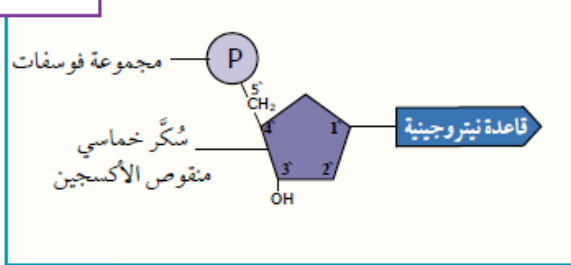 مجموعة فوسفات
P
5`
CH₂
4`
1`
قاعدة نيتروجينية
سُكَّر خماسي
منقوص الأكسجين
3`
2`
OH